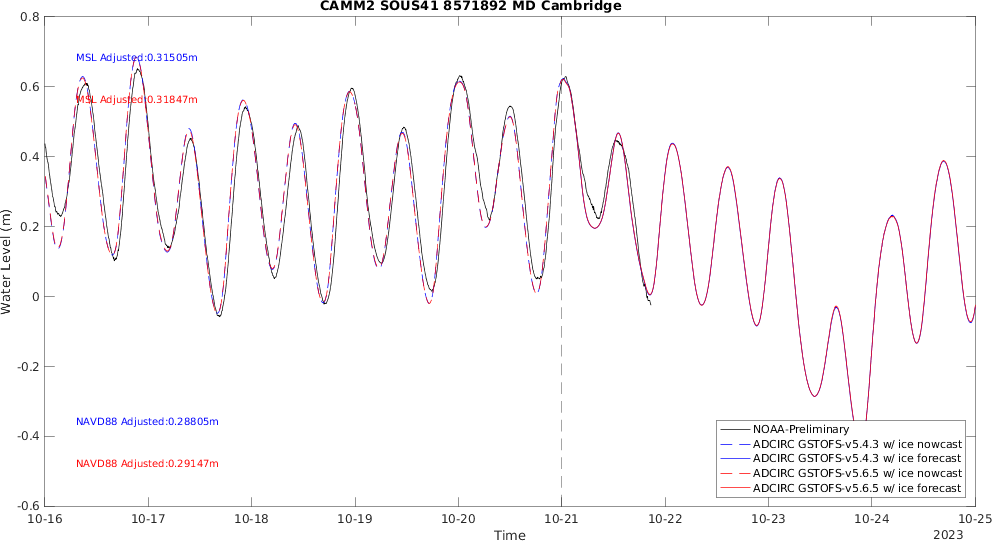 CAMM2 SOUS41 8571892 MD Cambridge
0.8
0.6
0.4
0.2
0
-0.2
-0.4
-0.6
Water Level (m)
MSL Adjusted:0.31505m
MSL Adjusted:0.31847m
NAVD88 Adjusted:0.28805m
NAVD88 Adjusted:0.29147m
NOAA-Preliminary
ADCIRC GSTOFS-v5.4.3 w/ ice nowcast
ADCIRC GSTOFS-v5.4.3 w/ ice forecast
ADCIRC GSTOFS-v5.6.5 w/ ice nowcast
ADCIRC GSTOFS-v5.6.5 w/ ice forecast
10-16 10-17 10-18 10-19 10-20 10-21 10-22 10-23 10-24 10-25
Time
2023